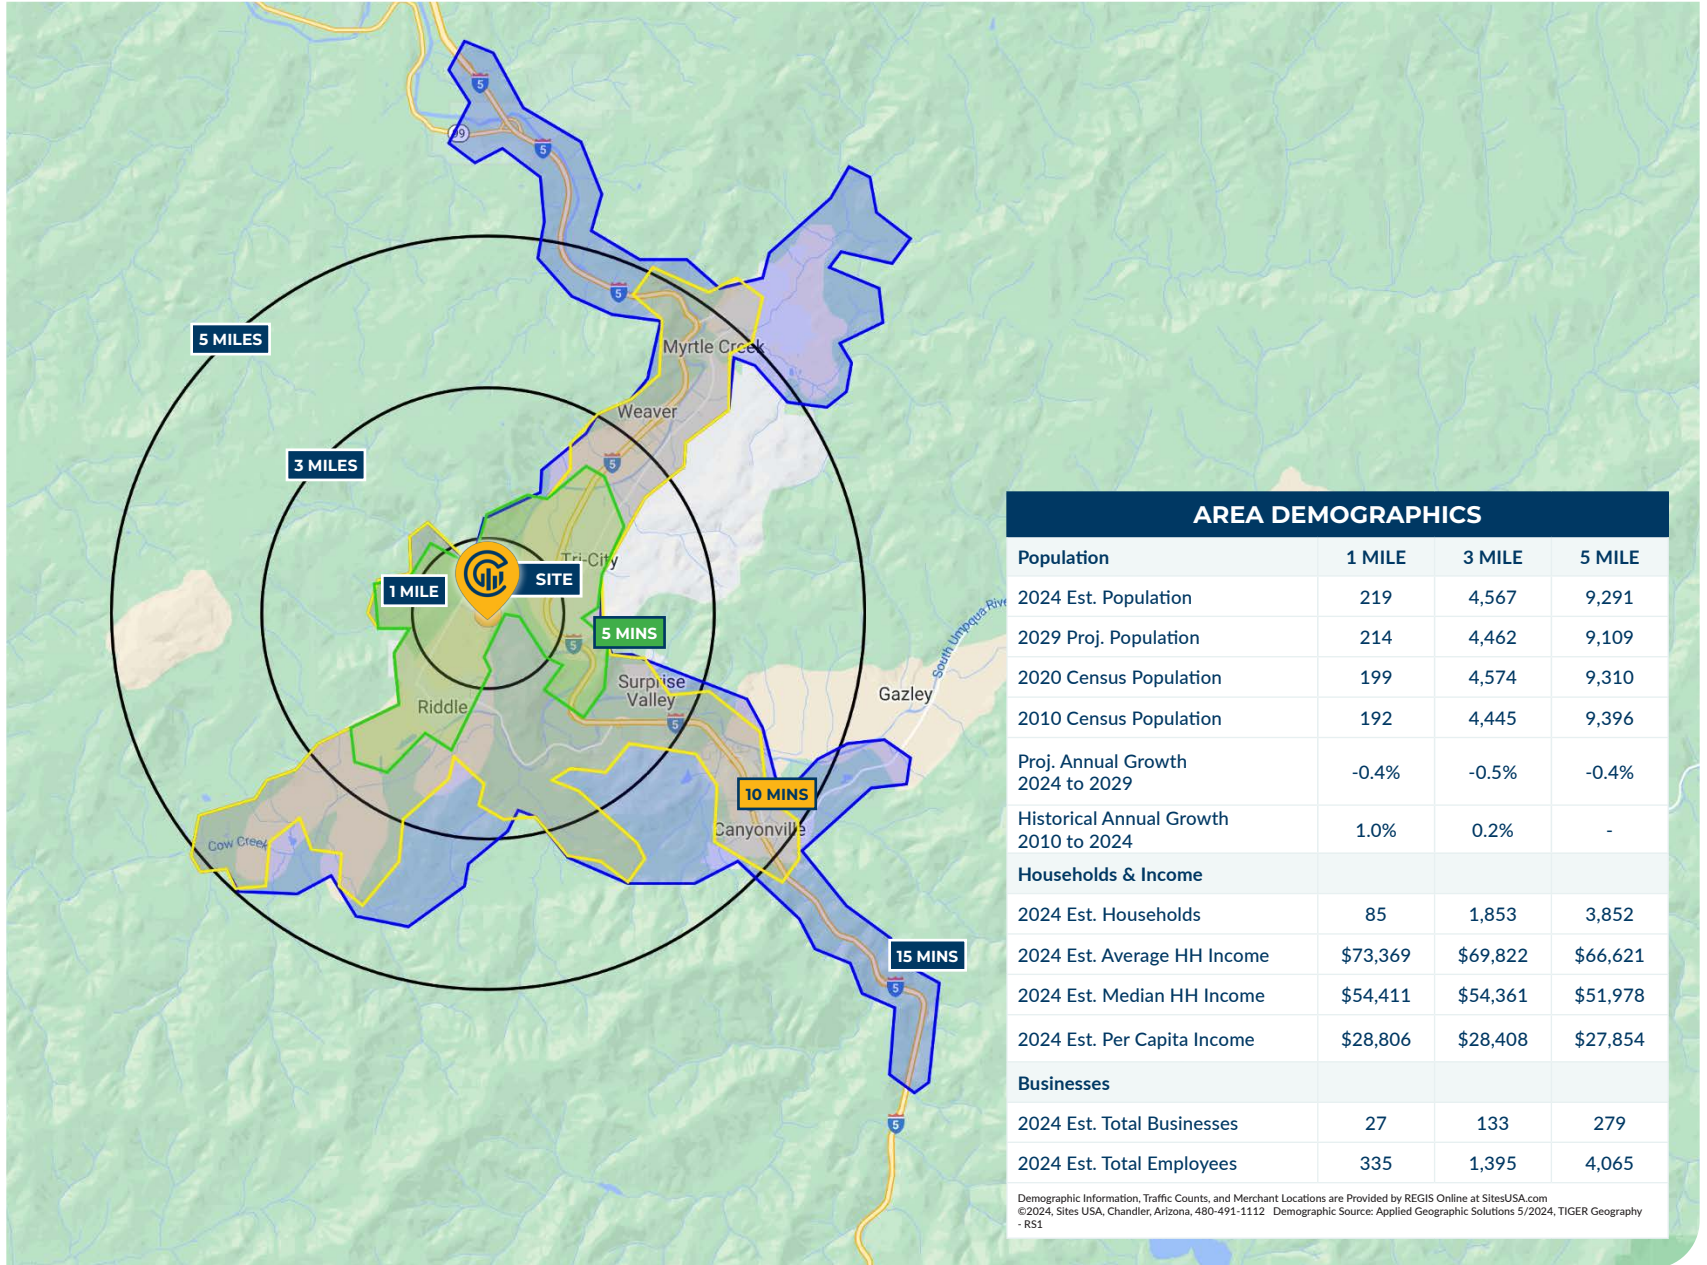 5
99
5
5
5 MILES
Myrtle Creek
Weaver
3 MILES
5
Tri-City
SITE
1 MILE
5 MINS
5
Surprise
Valley
Riddle
5
Gazley
South Umpqua River
10 MINS
Canyonville
Cow Creek
15 MINS
5
5
AREA DEMOGRAPHICS
Population 1 MILE 3 MILE 5 MILE
2024 Est. Population 219 4,567 9,291
2029 Proj. Population 214 4,462 9,109
2020 Census Population 199 4,574 9,310
2010 Census Population 192 4,445 9,396
Proj. Annual Growth
2024 to 2029 -0.4% -0.5% -0.4%
Historical Annual Growth
2010 to 2024 1.0% 0.2% -
Households & Income
2024 Est. Households 85 1,853 3,852
2024 Est. Average HH Income $73,369 $69,822 $66,621
2024 Est. Median HH Income $54,411 $54,361 $51,978
2024 Est. Per Capita Income $28,806 $28,408 $27,854
Businesses
2024 Est. Total Businesses 27 133 279
2024 Est. Total Employees 335 1,395 4,065
Demographic Information, Traffic Counts, and Merchant Locations are Provided by REGIS Online at SitesUSA.com
©2024, Sites USA, Chandler, Arizona, 480-491-1112 Demographic Source: Applied Geographic Solutions 5/2024, TIGER Geography
- RS1